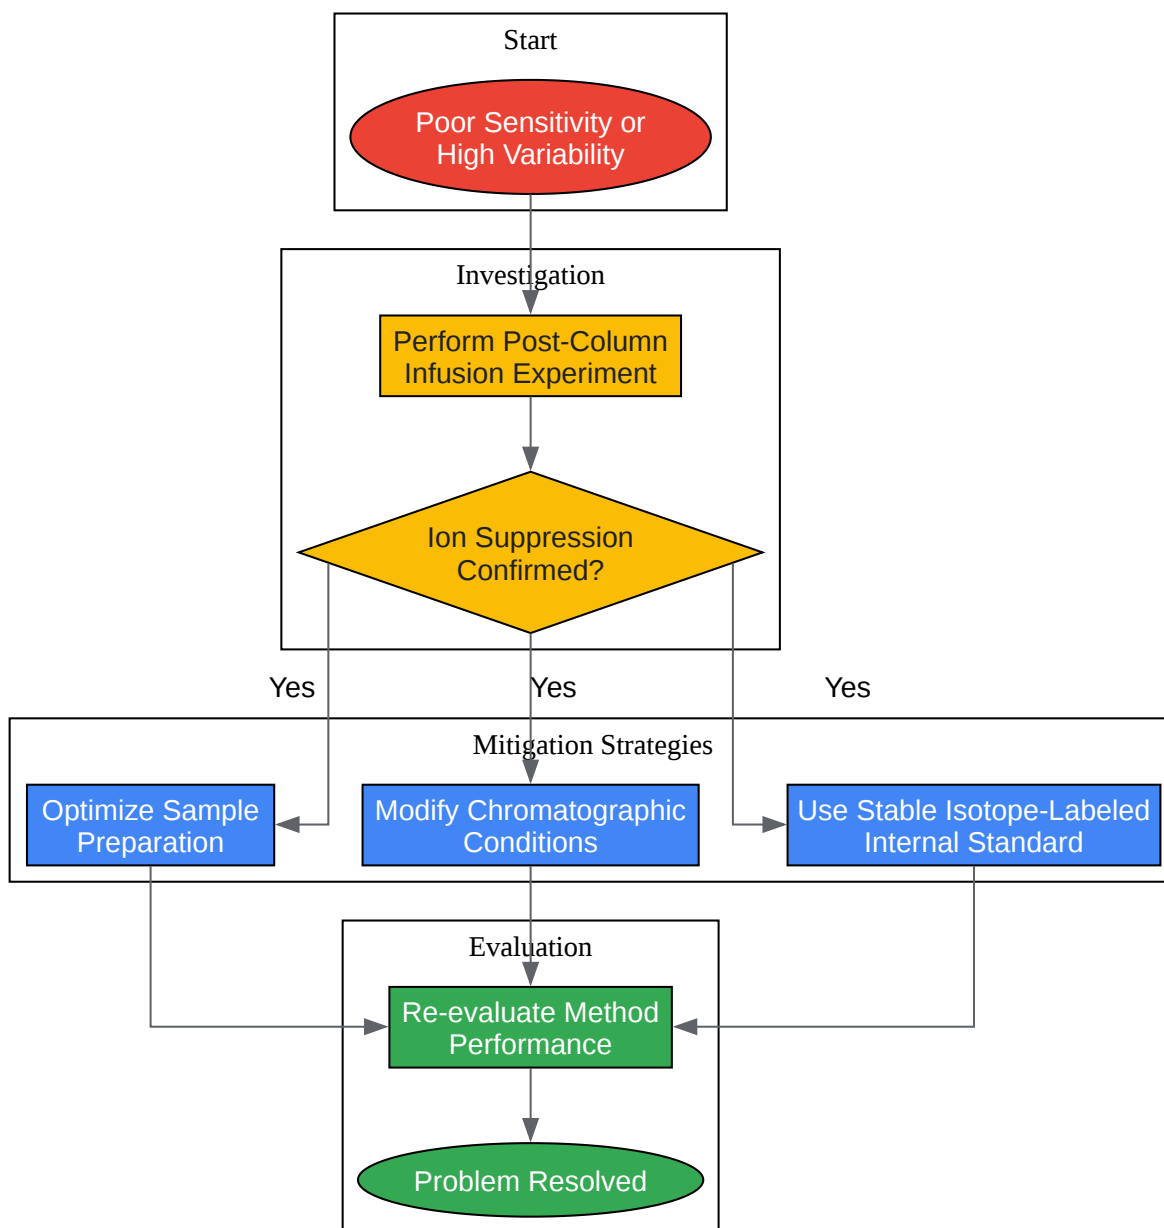 Start
Poor Sensitivity or
High Variability
Investigation
Perform Post-Column
Infusion Experiment
Ion Suppression
Confirmed?
Yes
Yes
Yes
Mitigation Strategies
Optimize Sample
Preparation
Modify Chromatographic
Conditions
Use Stable Isotope-Labeled
Internal Standard
Evaluation
Re-evaluate Method
Performance
Problem Resolved